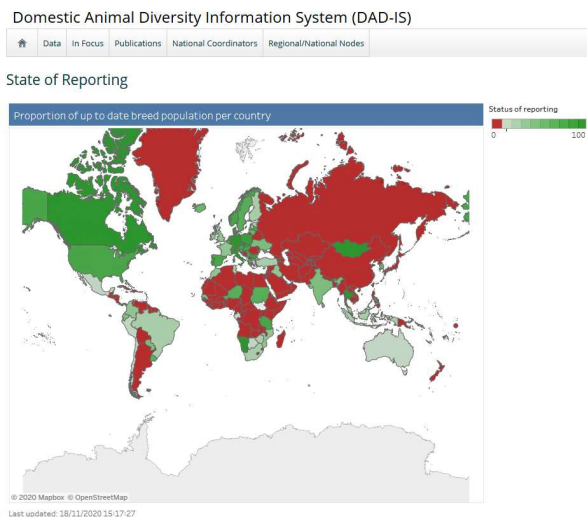 Domestic Animal Diversity Information System (DAD-IS)
Data In Focus Publications National Coordinators Regional/National Nodes
State of Reporting
Proportion of up to date breed population per country
Status of reporting
0 100
© 2020 Mapbox © OpenStreetMap
Last updated: 18/11/2020 15:17:27